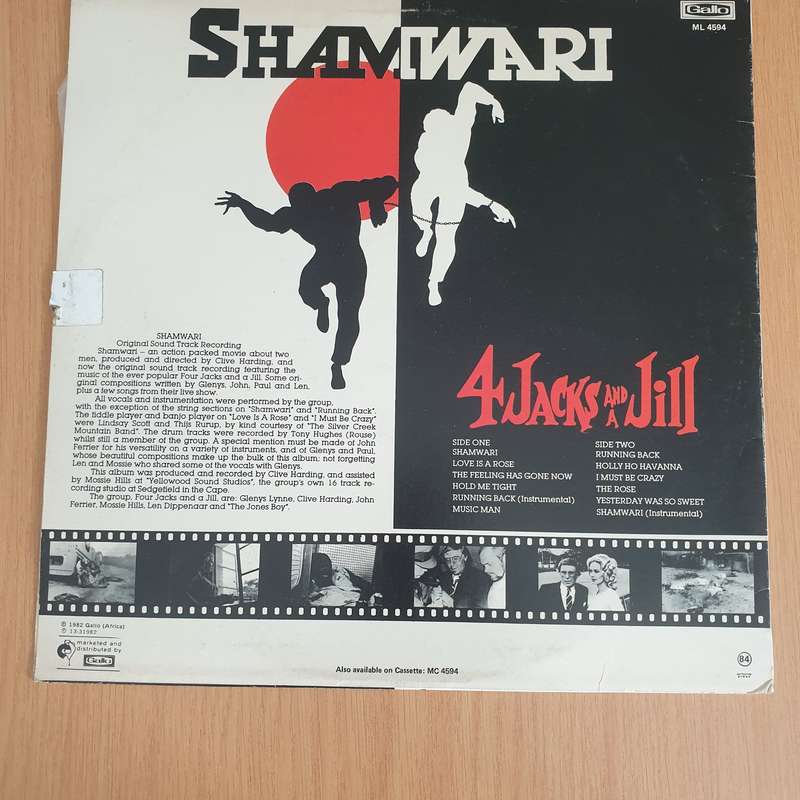 Gallo
ML 4594
SHAMWARI
SHAMWARI
Original Sound Track Recording
Shamwari – an action packed movie about two
men, produced and directed by Clive Harding, and
now the original sound track recording featuring the
music of the ever popular Four Jacks and a Jill. Some ori-
ginal compositions written by Glenys, John, Paul and Len,
plus a few songs from their live show.
All vocals and instrumentation were performed by the group,
with the exception of the string sections on "Shamwari" and "Running Back".
The fiddle player and banjo player on "Love Is A Rose" and "I Must Be Crazy"
were Lindsay Scott and Thijs Rurup, by kind courtesy of "The Silver Creek
Mountain Band". The drum tracks were recorded by Tony Hughes (Rouse)
whilst still a member of the group. A special mention must be made of John
Ferrier for his versatility on a variety of instruments, and of Glenys and Paul,
whose beautiful compositions make up the bulk of this album; not forgetting
Len and Mossie who shared some of the vocals with Glenys.
This album was produced and recorded by Clive Harding, and assisted
by Mossie Hills at "Yellowood Sound Studios", the group's own 16 track re-
cording studio at Sedgefield in the Cape.
The group, Four Jacks and a Jill, are: Glenys Lynne, Clive Harding, John
Ferrier, Mossie Hills, Len Dippenaar and "The Jones Boy".
4 JACKS AND A JILL
SIDE ONE
SHAMWARI
LOVE IS A ROSE
THE FEELING HAS GONE NOW
HOLD ME TIGHT
RUNNING BACK (Instrumental)
MUSIC MAN
SIDE TWO
RUNNING BACK
HOLLY HO HAVANNA
I MUST BE CRAZY
THE ROSE
YESTERDAY WAS SO SWEET
SHAMWARI (Instrumental)
℗ 1982 Gallo (Africa)
marketed and
distributed by
Gallo
Also available on Cassette: MC 4594
84